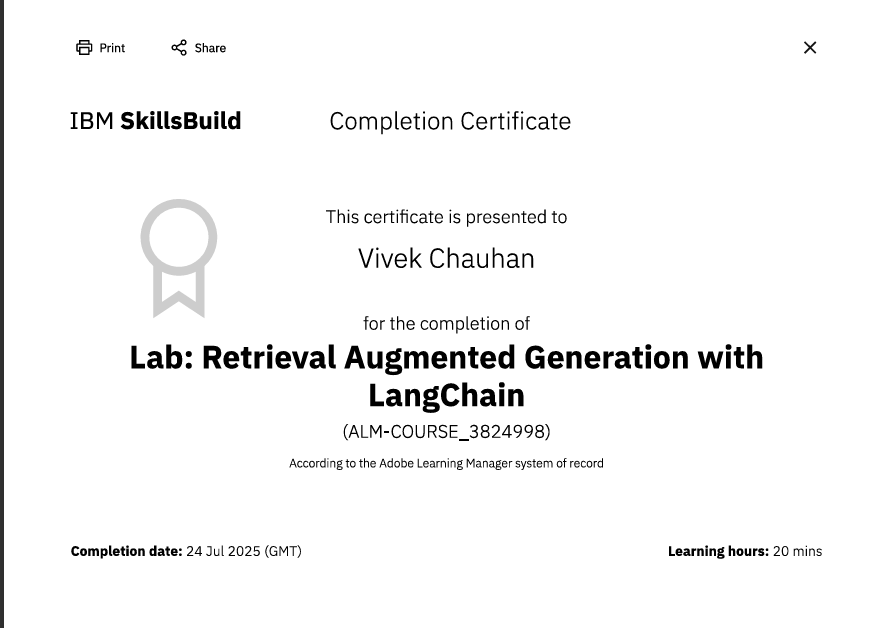 Print
Share
IBM SkillsBuild
Completion Certificate
This certificate is presented to
Vivek Chauhan
for the completion of
Lab: Retrieval Augmented Generation with
LangChain
(ALM-COURSE_3824998)
According to the Adobe Learning Manager system of record
Completion date: 24 Jul 2025 (GMT)
Learning hours: 20 mins